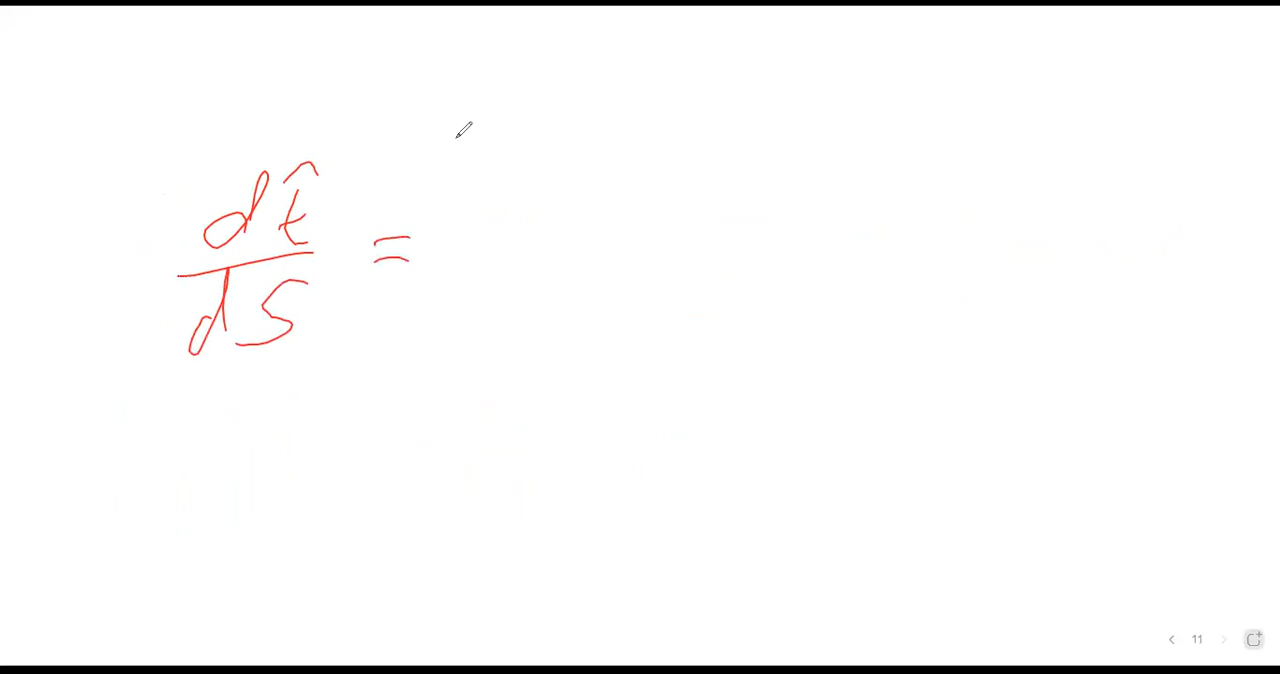 dt̂/dS =
11